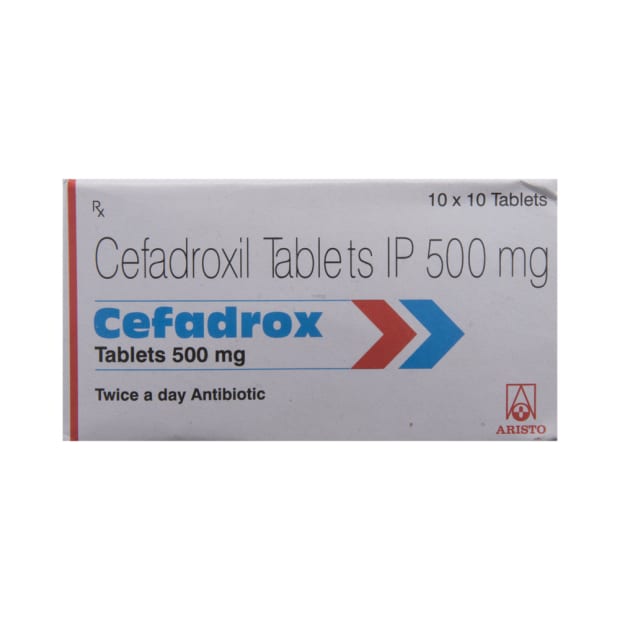 Rx
10 x 10 Tablets
Cefadroxil Tablets IP 500 mg
Cefadrox
Tablets 500 mg
Twice a day Antibiotic
ARISTO